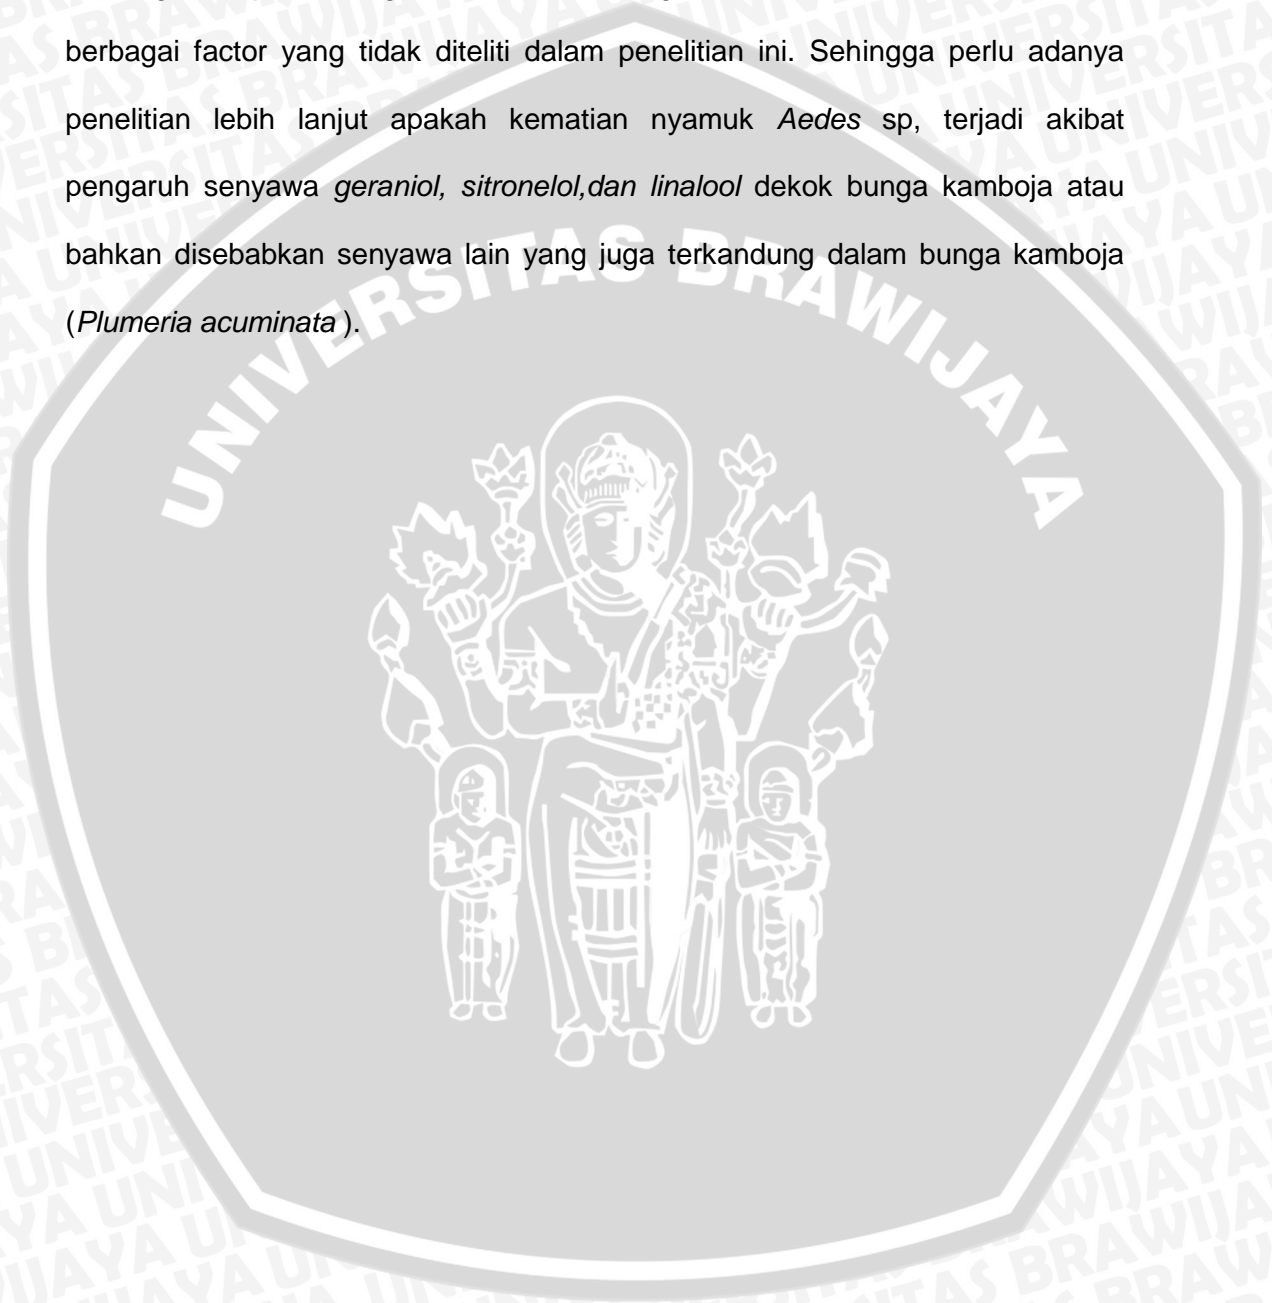 berbagai factor yang tidak diteliti dalam penelitian ini. Sehingga perlu adanya
penelitian lebih lanjut apakah kematian nyamuk Aedes sp, terjadi akibat
pengaruh senyawa geraniol, sitronelol,dan linalool dekok bunga kamboja atau
bahkan disebabkan senyawa lain yang juga terkandung dalam bunga kamboja
(Plumeria acuminata ).
UNIVERSITAS BRAWIJAYA